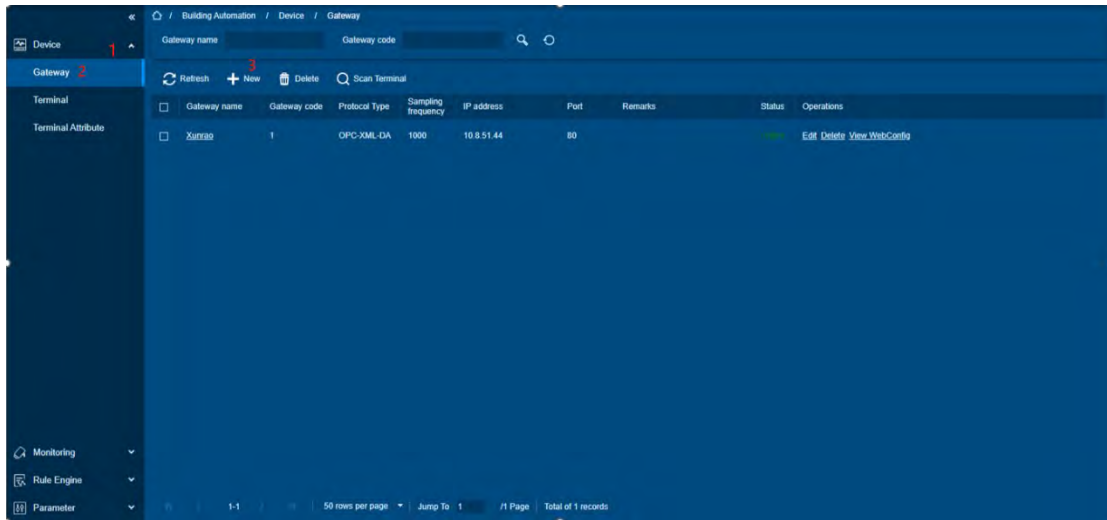 « / Building Automation / Device / Gateway
Device 1
Gateway name Gateway code
Gateway 2
3
Refresh New Delete Scan Terminal
Terminal
Gateway name Gateway code Protocol Type Sampling frequency IP address Port Remarks Status Operations
Terminal Attribute
Xunrao 1 OPC-XML-DA 1000 10.8.51.44 80 Edit Delete View WebConfig
Monitoring
Rule Engine
Parameter
1-1 50 rows per page Jump To 1 /1 Page Total of 1 records